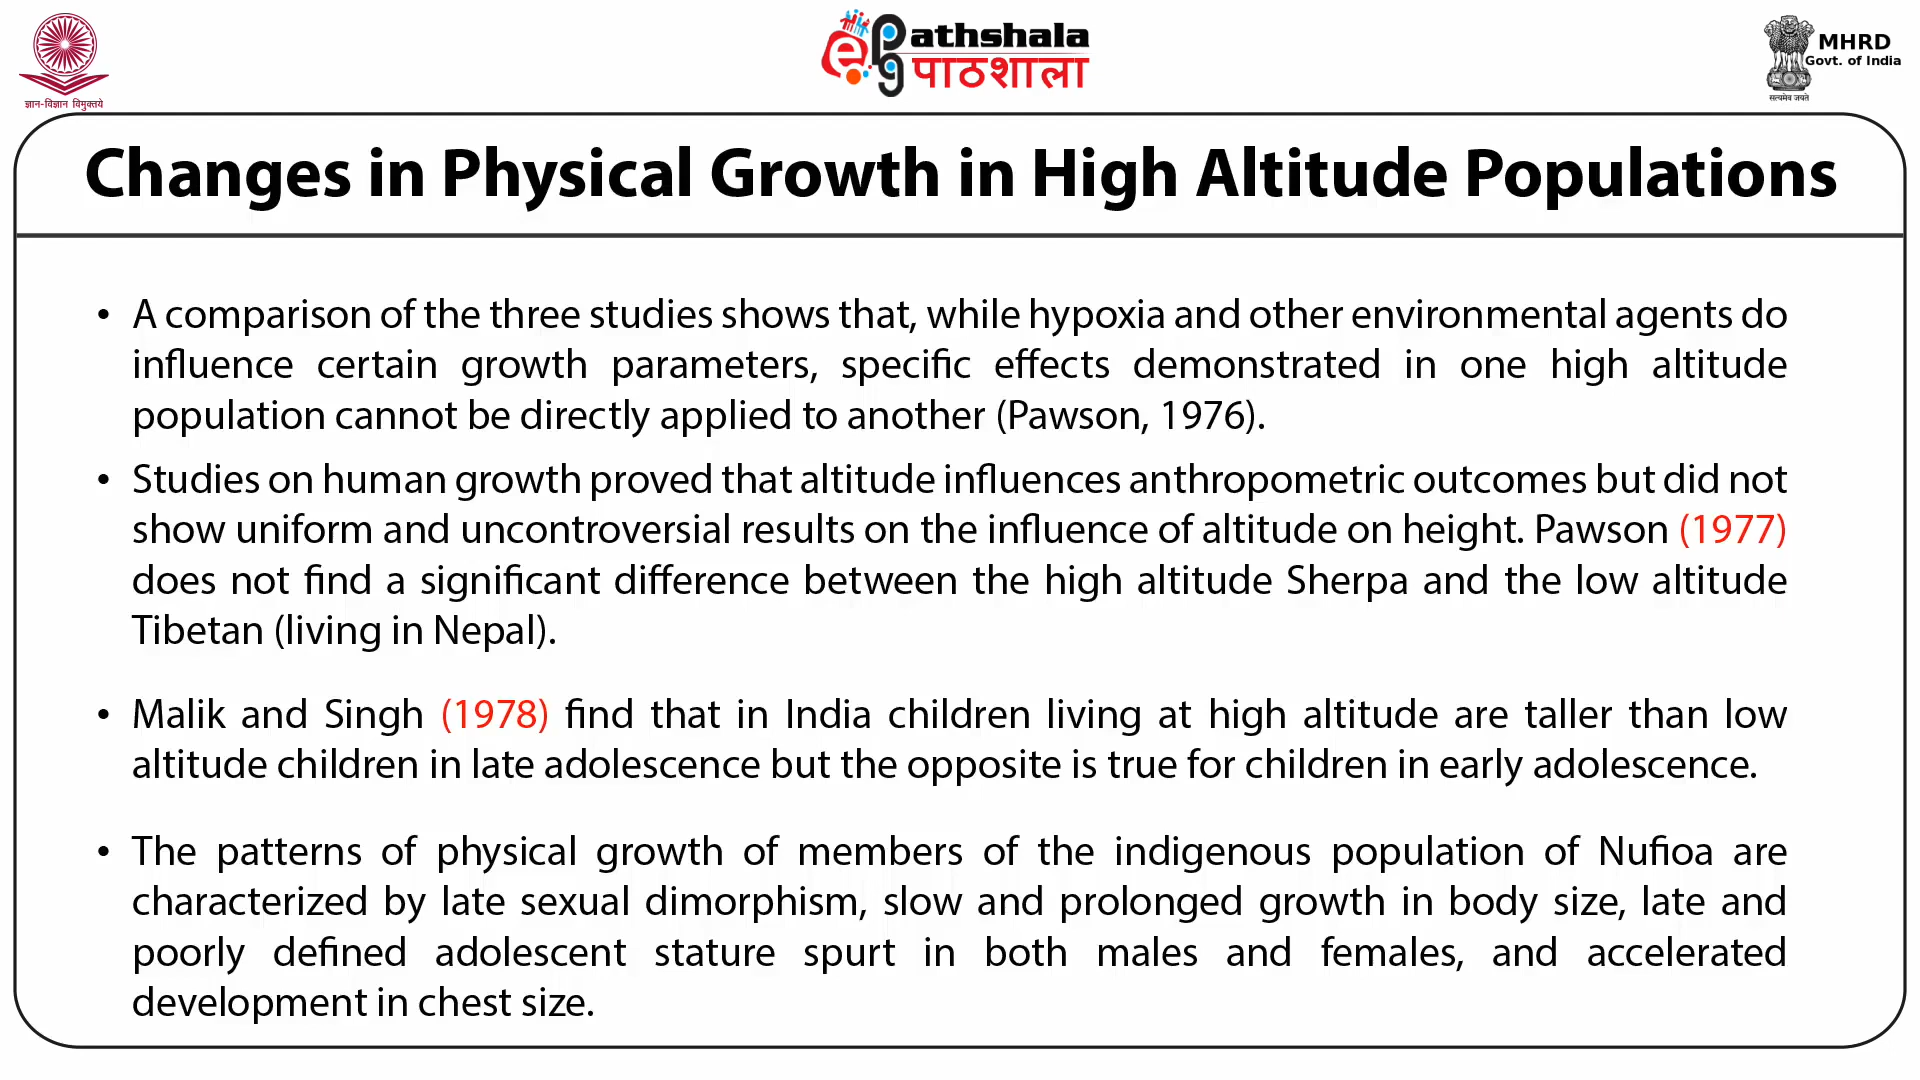 ज्ञान-विज्ञान विमुक्तये
ePG athshala
पाठशाला
MHRD
Govt. of India
सत्यमेव जयते
Changes in Physical Growth in High Altitude Populations
• A comparison of the three studies shows that, while hypoxia and other environmental agents do
influence certain growth parameters, specific effects demonstrated in one high altitude
population cannot be directly applied to another (Pawson, 1976).
• Studies on human growth proved that altitude influences anthropometric outcomes but did not
show uniform and uncontroversial results on the influence of altitude on height. Pawson (1977)
does not find a significant difference between the high altitude Sherpa and the low altitude
Tibetan (living in Nepal).
• Malik and Singh (1978) find that in India children living at high altitude are taller than low
altitude children in late adolescence but the opposite is true for children in early adolescence.
• The patterns of physical growth of members of the indigenous population of Nufioa are
characterized by late sexual dimorphism, slow and prolonged growth in body size, late and
poorly defined adolescent stature spurt in both males and females, and accelerated
development in chest size.